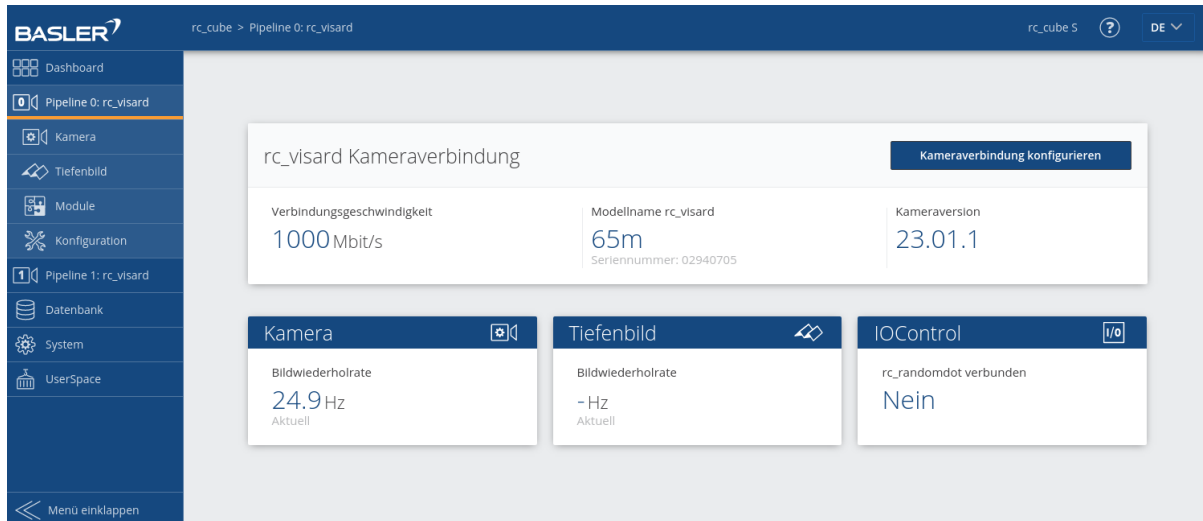 BASLER
rc_cube > Pipeline 0: rc_visard
rc_cube S
?
DE
Dashboard
0 Pipeline 0: rc_visard
Kamera
Tiefenbild
Module
Konfiguration
1 Pipeline 1: rc_visard
Datenbank
System
UserSpace
Menü einklappen
rc_visard Kameraverbindung
Kameraverbindung konfigurieren
Verbindungsgeschwindigkeit
1000 Mbit/s
Modellname rc_visard
65m
Seriennummer: 02940705
Kameraversion
23.01.1
Kamera
Bildwiederholrate
24.9 Hz
Aktuell
Tiefenbild
Bildwiederholrate
- Hz
Aktuell
IOControl
I/O
rc_randomdot verbunden
Nein